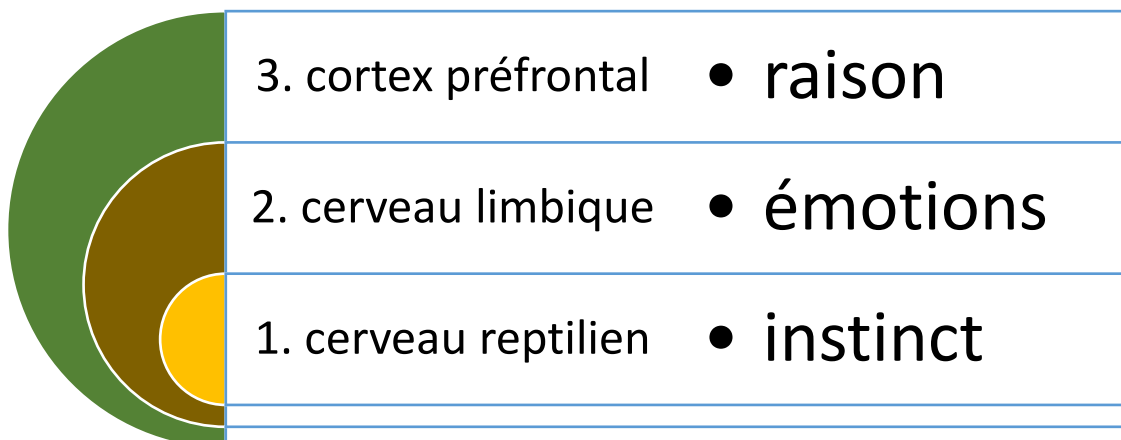 3. cortex préfrontal • raison
2. cerveau limbique • émotions
1. cerveau reptilien • instinct